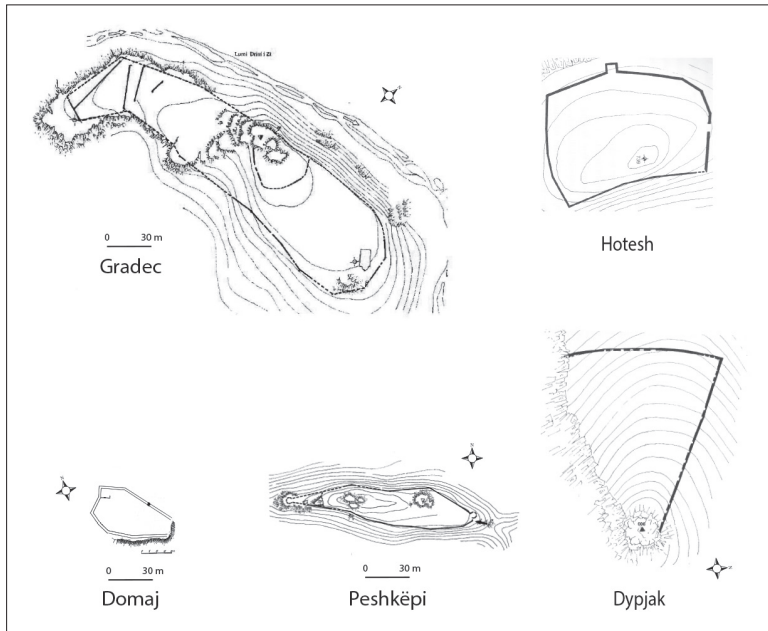 Lumi Drini i Zi
0 30 m
Gradec
Hotesh
0 30 m
Domaj
0 30 m
Peshkëpi
Dypjak